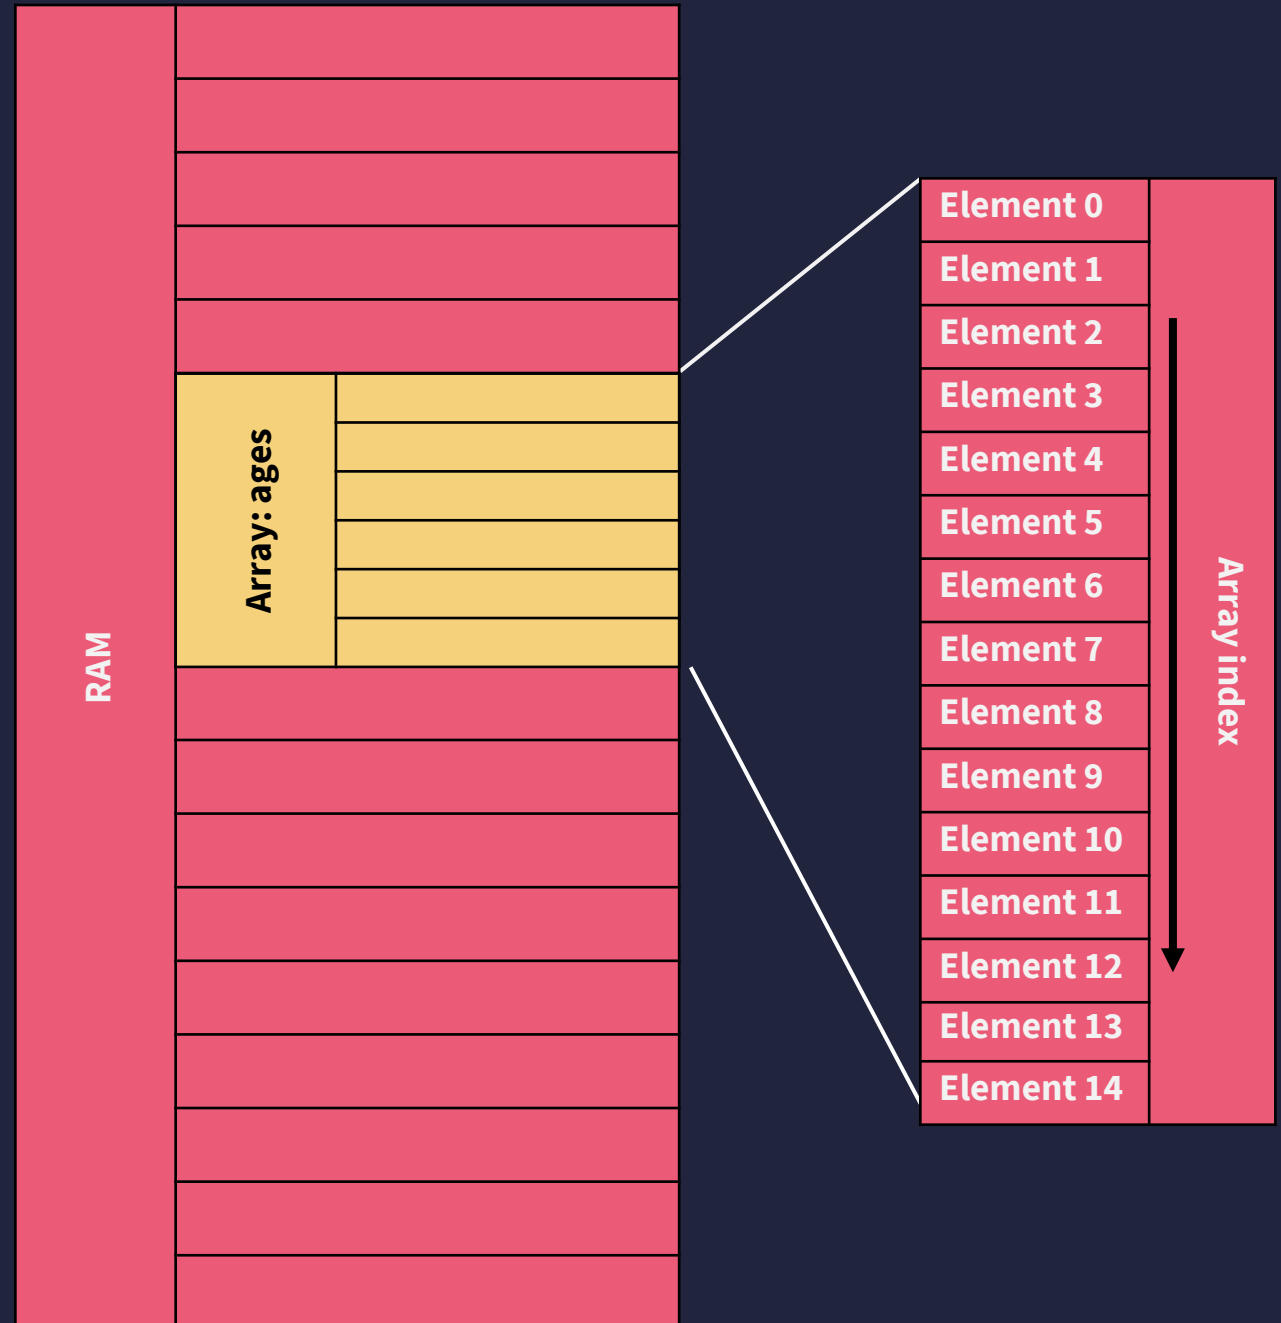 RAM
Array: ages
Element 0
Element 1
Element 2
Element 3
Element 4
Element 5
Element 6
Element 7
Element 8
Element 9
Element 10
Element 11
Element 12
Element 13
Element 14
Array index